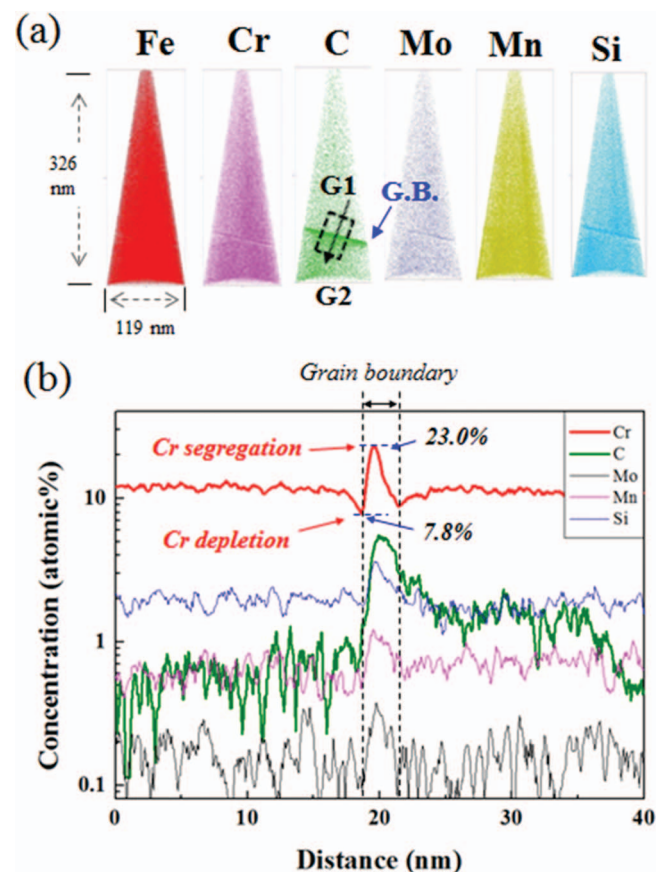 (a)
Fe Cr C Mo Mn Si
326
nm
G1
G.B.
G2
119 nm
(b)
Grain boundary
Cr segregation
23.0%
Cr depletion
7.8%
Cr
C
Mo
Mn
Si
Concentration (atomic%)
10
1
0.1
0 10 20 30 40
Distance (nm)